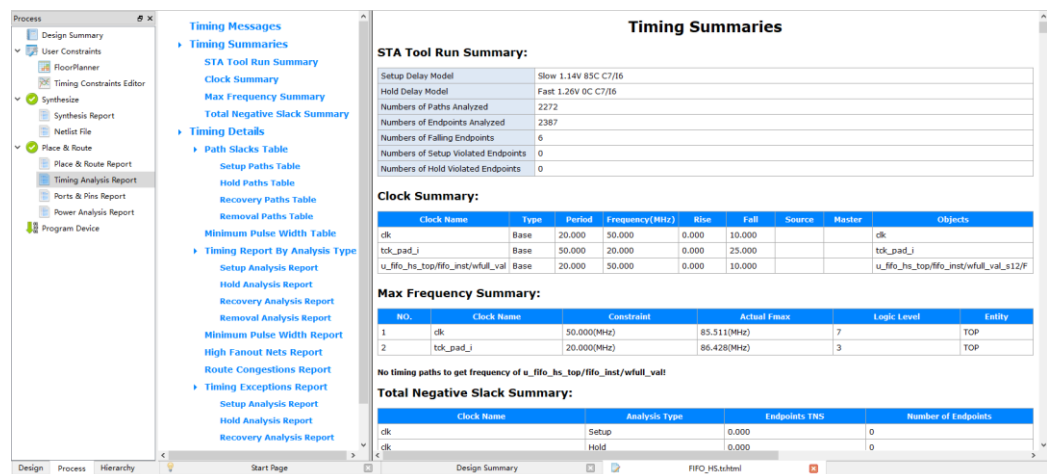 Process
Design Summary
User Constraints
FloorPlanner
Timing Constraints Editor
Synthesize
Synthesis Report
Netlist File
Place & Route
Place & Route Report
Timing Analysis Report
Ports & Pins Report
Power Analysis Report
Program Device
Timing Messages
Timing Summaries
STA Tool Run Summary
Clock Summary
Max Frequency Summary
Total Negative Slack Summary
Timing Details
Path Slacks Table
Setup Paths Table
Hold Paths Table
Recovery Paths Table
Removal Paths Table
Minimum Pulse Width Table
Timing Report By Analysis Type
Setup Analysis Report
Hold Analysis Report
Recovery Analysis Report
Removal Analysis Report
Minimum Pulse Width Report
High Fanout Nets Report
Route Congestions Report
Timing Exceptions Report
Setup Analysis Report
Hold Analysis Report
Recovery Analysis Report
Timing Summaries
STA Tool Run Summary:
Setup Delay Model Slow 1.14V 85C C7/I6
Hold Delay Model Fast 1.26V 0C C7/I6
Numbers of Paths Analyzed 2272
Numbers of Endpoints Analyzed 2387
Numbers of Falling Endpoints 6
Numbers of Setup Violated Endpoints 0
Numbers of Hold Violated Endpoints 0
Clock Summary:
Clock Name Type Period Frequency(MHz) Rise Fall Source Master Objects
clk Base 20.000 50.000 0.000 10.000 clk
tck_pad_i Base 50.000 20.000 0.000 25.000 tck_pad_i
u_fifo_hs_top/fifo_inst/wfull_val Base 20.000 50.000 0.000 10.000 u_fifo_hs_top/fifo_inst/wfull_val_s12/F
Max Frequency Summary:
NO. Clock Name Constraint Actual Fmax Logic Level Entity
1 clk 50.000(MHz) 85.511(MHz) 7 TOP
2 tck_pad_i 20.000(MHz) 86.428(MHz) 3 TOP
No timing paths to get frequency of u_fifo_hs_top/fifo_inst/wfull_val!
Total Negative Slack Summary:
Clock Name Analysis Type Endpoints TNS Number of Endpoints
clk Setup 0.000 0
clk Hold 0.000 0
Design Process Hierarchy Start Page Design Summary FIFO_HS.tr.html